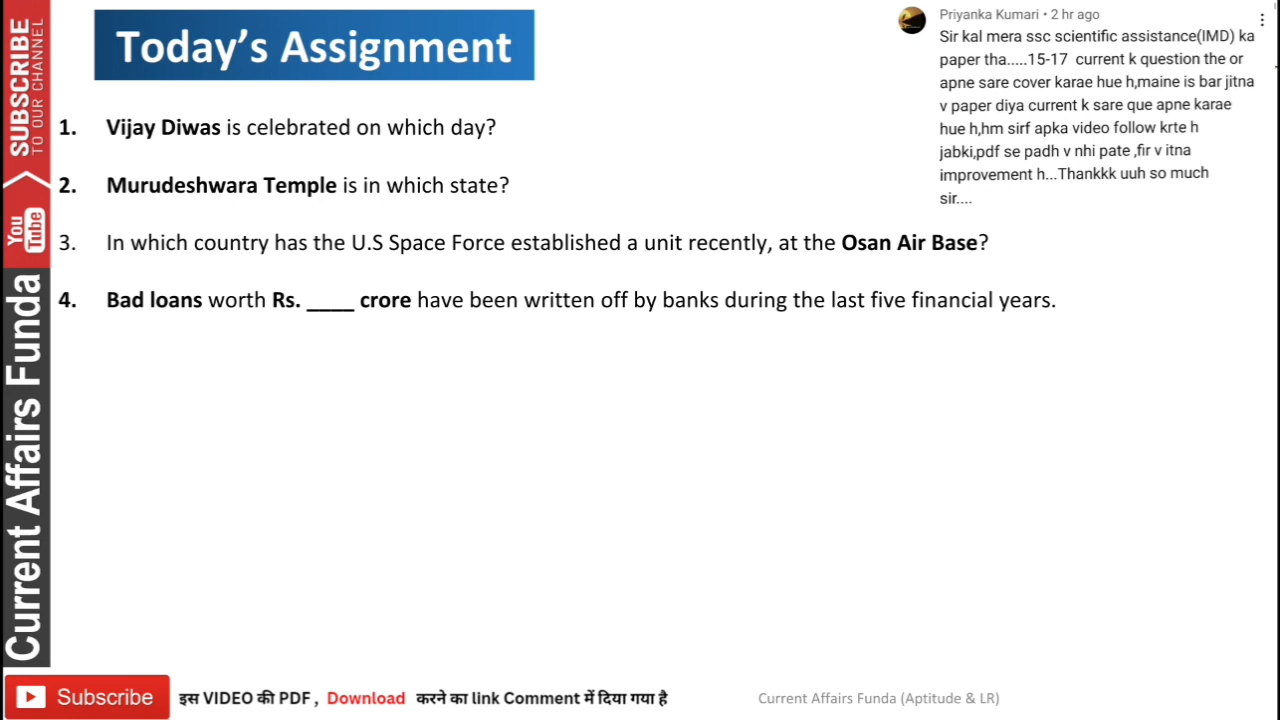 Today's Assignment
1. Vijay Diwas is celebrated on which day?
2. Murudeshwara Temple is in which state?
3. In which country has the U.S Space Force established a unit recently, at the Osan Air Base?
4. Bad loans worth Rs. ____ crore have been written off by banks during the last five financial years.
Priyanka Kumari • 2 hr ago
Sir kal mera ssc scientific assistance(IMD) ka
paper tha.....15-17 current k question the or
apne sare cover karae hue h,maine is bar jitna
v paper diya current k sare que apne karae
hue h,hm sirf apka video follow krte h
jabki,pdf se padh v nhi pate ,fir v itna
improvement h...Thankkk uuh so much
sir....
SUBSCRIBE
TO OUR CHANNEL
You
Tube
Current Affairs Funda
Subscribe
इस VIDEO की PDF , Download करने का link Comment में दिया गया है
Current Affairs Funda (Aptitude & LR)